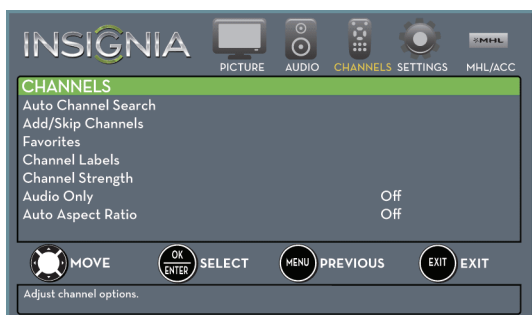 INSIGNIA
PICTURE AUDIO CHANNELS SETTINGS MHL/ACC
MHL
CHANNELS
Auto Channel Search
Add/Skip Channels
Favorites
Channel Labels
Channel Strength
Audio Only Off
Auto Aspect Ratio Off
MOVE OK ENTER SELECT MENU PREVIOUS EXIT EXIT
Adjust channel options.